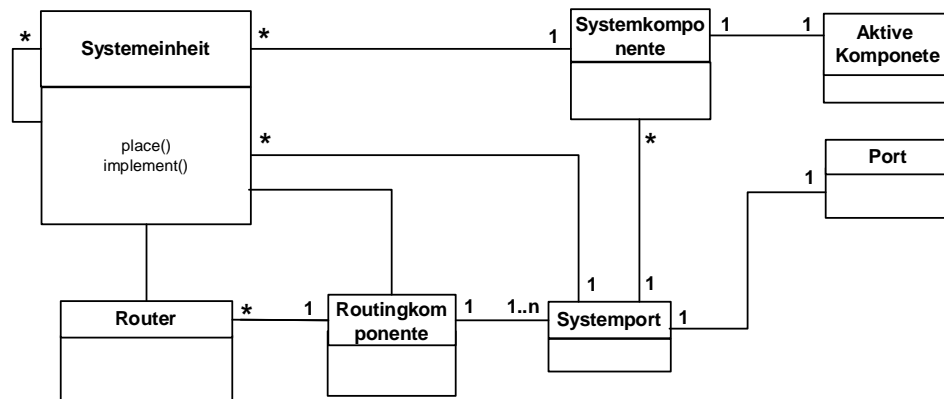 *
Systemeinheit
*
1
Systemkompo
nente
1
1
Aktive
Komponete
place()
implement()
*
*
Port
1
1
1
Router
*
1
Routingkom
ponente
1
1..n
Systemport
1